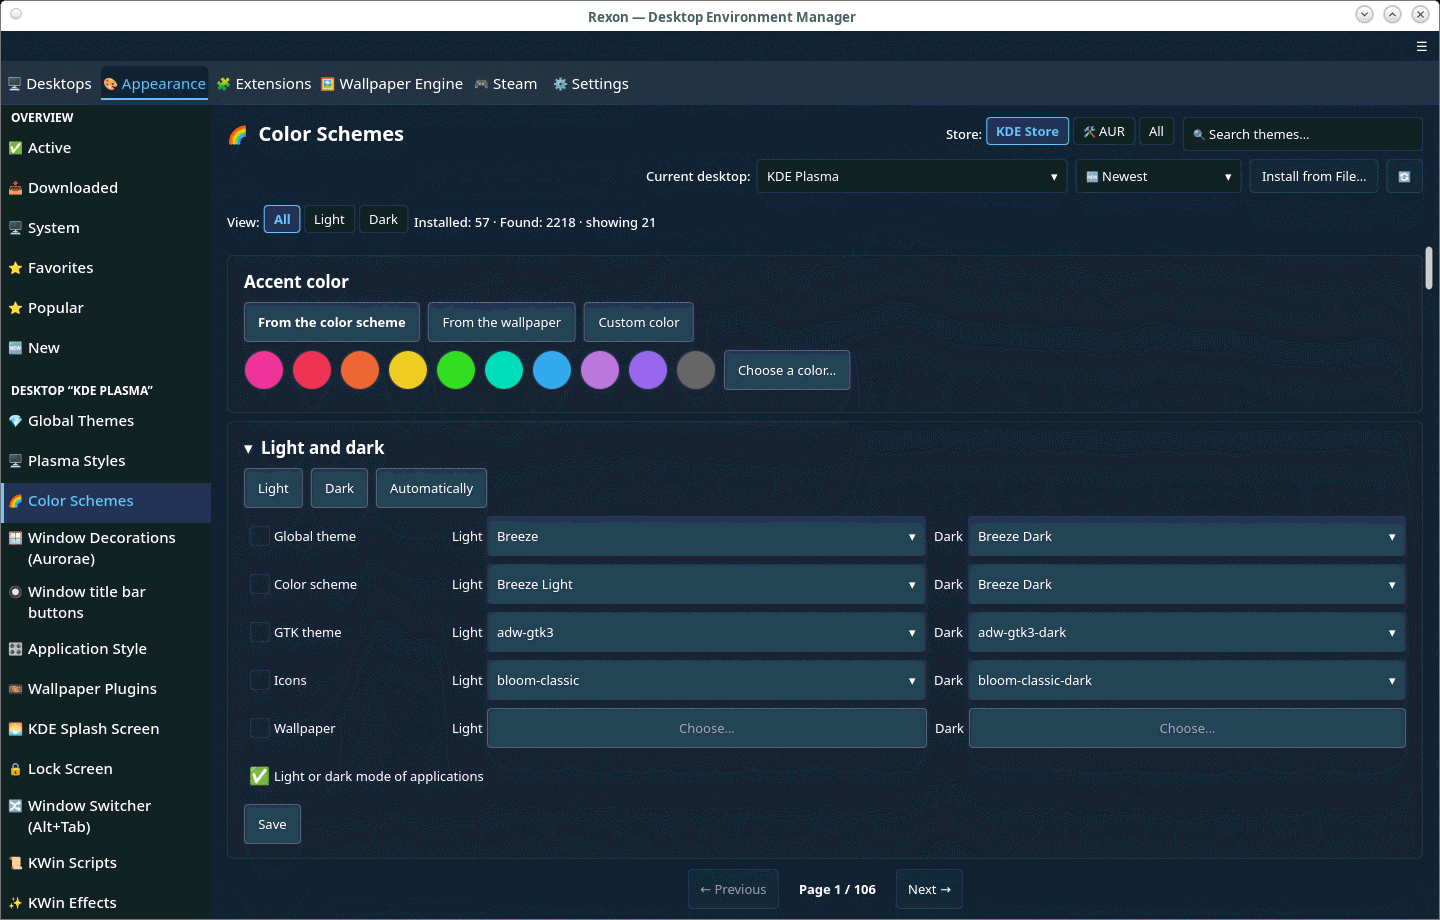 Rexon — Desktop Environment Manager
Desktops Appearance Extensions Wallpaper Engine Steam Settings
OVERVIEW
Active
Downloaded
System
Favorites
Popular
New
DESKTOP “KDE PLASMA”
Global Themes
Plasma Styles
Color Schemes
Window Decorations
(Aurorae)
Window title bar
buttons
Application Style
Wallpaper Plugins
KDE Splash Screen
Lock Screen
Window Switcher
(Alt+Tab)
KWin Scripts
KWin Effects
Color Schemes
Store: KDE Store AUR All Search themes...
Current desktop: KDE Plasma Newest Install from File...
View: All Light Dark Installed: 57 · Found: 2218 · showing 21
Accent color
From the color scheme From the wallpaper Custom color
Choose a color...
Light and dark
Light Dark Automatically
Global theme Light Breeze Dark Breeze Dark
Color scheme Light Breeze Light Dark Breeze Dark
GTK theme Light adw-gtk3 Dark adw-gtk3-dark
Icons Light bloom-classic Dark bloom-classic-dark
Wallpaper Light Choose... Dark Choose...
Light or dark mode of applications
Save
← Previous Page 1 / 106 Next →